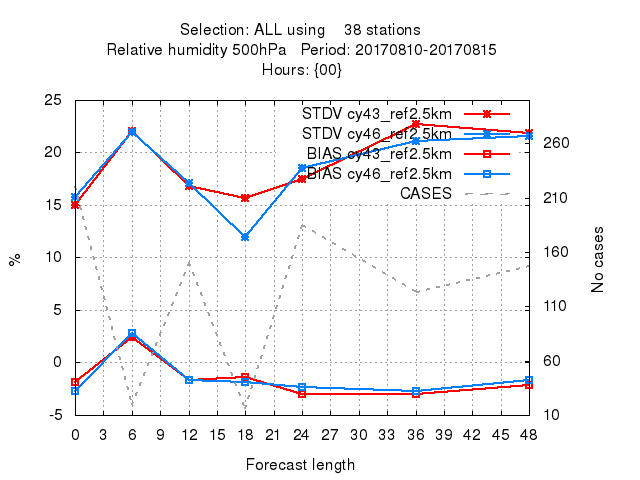 Selection: ALL using    38 stations
Relative humidity 500hPa   Period: 20170810-20170815
Hours: {00}
STDV cy43_ref2.5km
STDV cy46_ref2.5km
BIAS cy43_ref2.5km
BIAS cy46_ref2.5km
CASES
25
20
15
10
5
0
-5
%
260
210
160
110
60
10
No cases
0 3 6 9 12 15 18 21 24 27 30 33 36 39 42 45 48
Forecast length